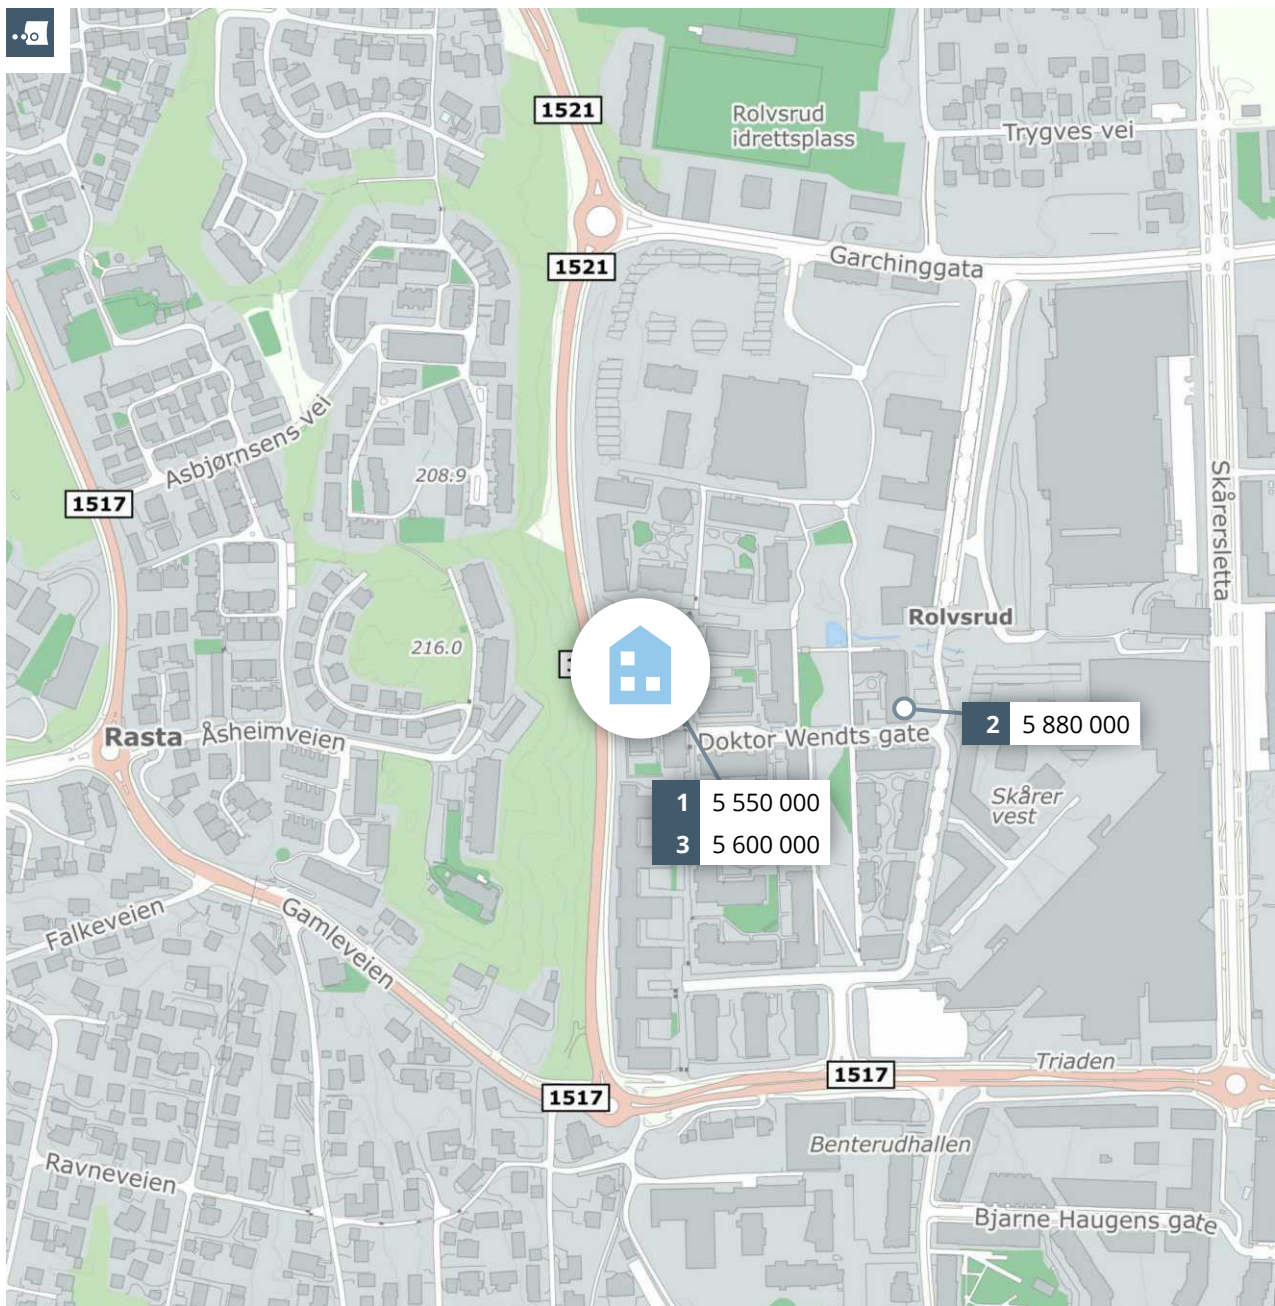 1521
Rolvsrud
idrettsplass
Trygves vei
1521
Garchinggata
Asbjørnsens vei
208.9
1517
Skårersletta
Rolvsrud
216.0
Rasta
Åsheimveien
Doktor Wendts gate
2 5 880 000
1 5 550 000
3 5 600 000
Skårer
vest
Falkeveien
Gamleveien
Triaden
1517
1517
Benterudhallen
Ravneveien
Bjarne Haugens gate